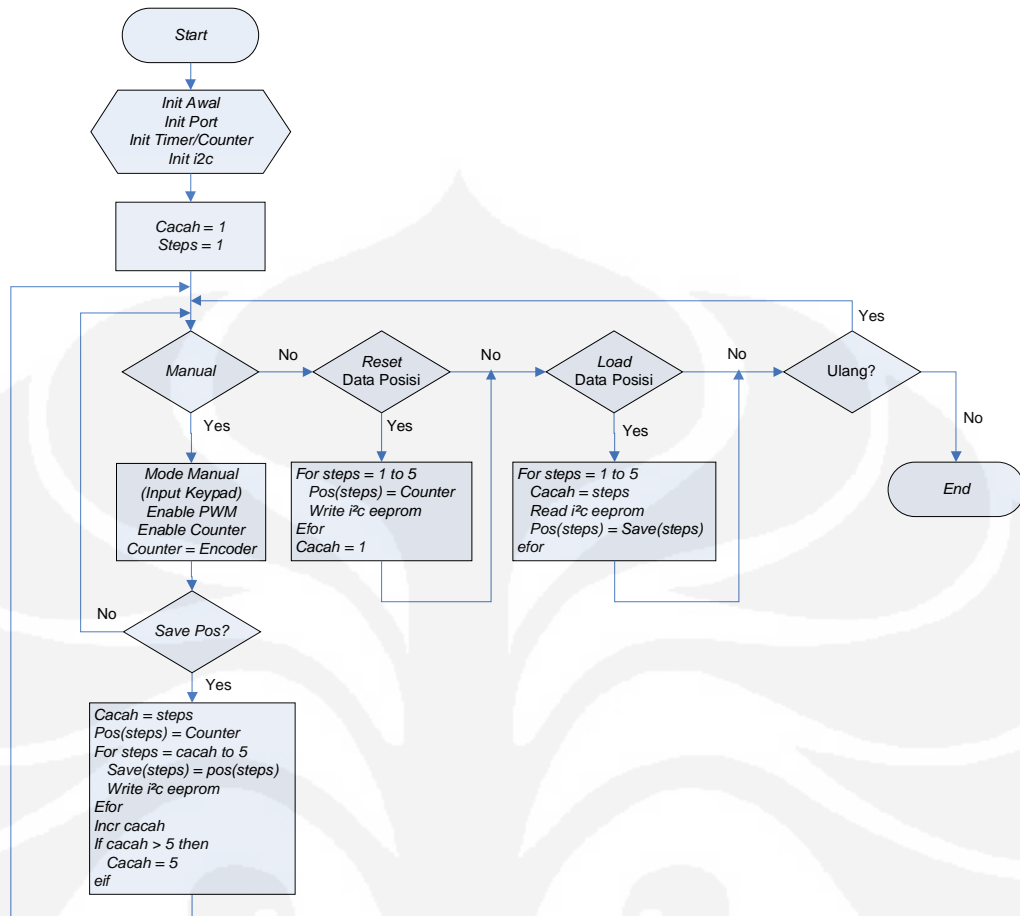 Start
Init Awal
Init Port
Init Timer/Counter
Init i2c
Cacah = 1
Steps = 1
Yes
Manual
No
Reset
Data Posisi
No
Load
Data Posisi
No
Ulang?
No
Yes
Yes
Yes
Mode Manual
(Input Keypad)
Enable PWM
Enable Counter
Counter = Encoder
For steps = 1 to 5
Pos(steps) = Counter
Write i²c eeprom
Efor
Cacah = 1
For steps = 1 to 5
Cacah = steps
Read i²c eeprom
Pos(steps) = Save(steps)
efor
End
No
Save Pos?
Yes
Cacah = steps
Pos(steps) = Counter
For steps = cacah to 5
Save(steps) = pos(steps)
Write i²c eeprom
Efor
Incr cacah
If cacah > 5 then
Cacah = 5
eif